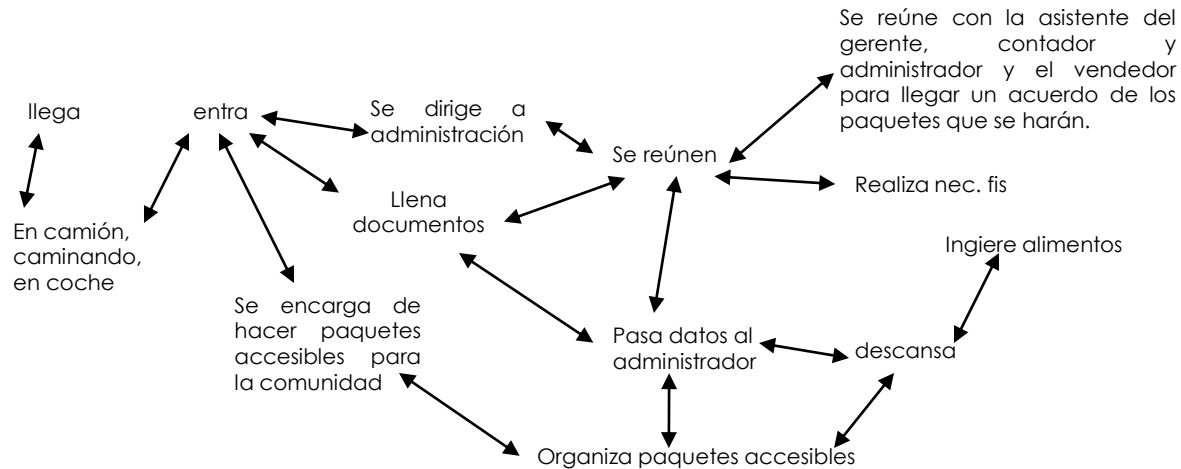 Se reúne con la asistente del
gerente, contador y
administrador y el vendedor
para llegar un acuerdo de los
paquetes que se harán.
llega
entra
Se dirige a
administración
Se reúnen
Realiza nec. fis
Llena
documentos
En camión,
caminando,
en coche
Ingiere alimentos
Se encarga de
hacer paquetes
accesibles para
la comunidad
Pasa datos al
administrador
descansa
Organiza paquetes accesibles